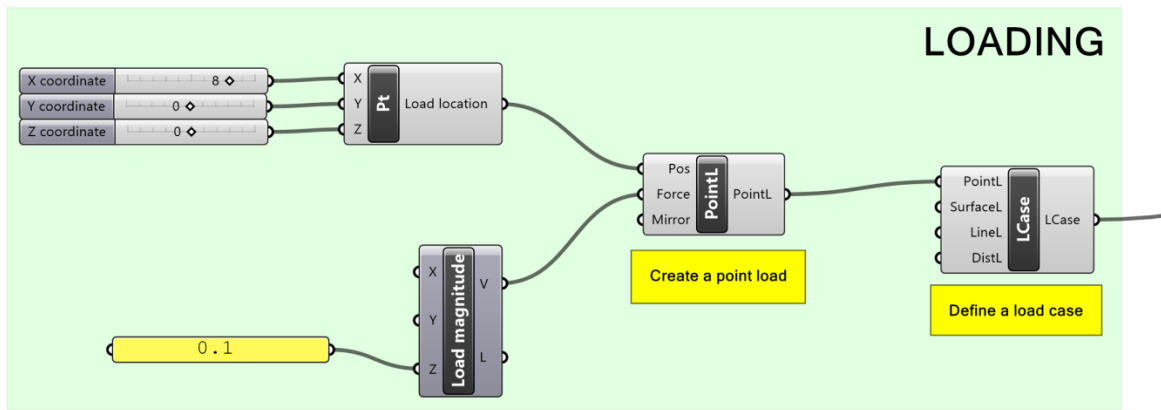 LOADING
X coordinate 8
Y coordinate 0
Z coordinate 0
X
Y
Z
Pt
Load location
Pos
Force
Mirror
PointL
PointL
Create a point load
PointL
SurfaceL
LineL
DistL
LCase
LCase
Define a load case
0.1
X
Y
Z
Load magnitude
V
L